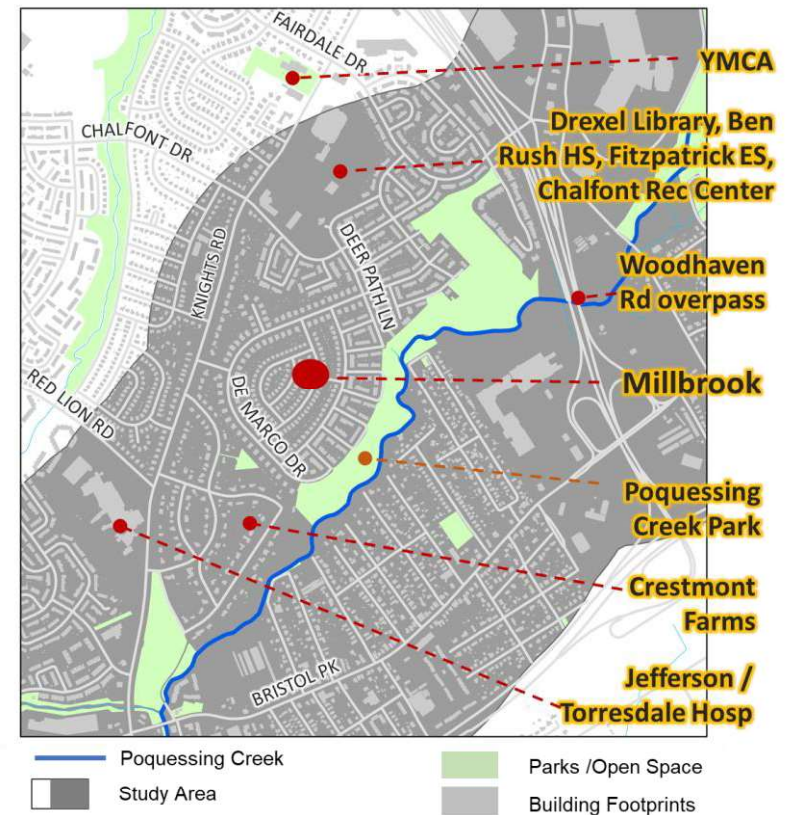 FAIRDALE DR
YMCA
CHALFONT DR
Drexel Library, Ben
Rush HS, Fitzpatrick ES,
Chalfont Rec Center
KNIGHTS RD
DEER PATH LN
Woodhaven
Rd overpass
Millbrook
RED LION RD
DE MARCO DR
Poquessing
Creek Park
Crestmont
Farms
BRISTOL PK
Jefferson /
Torresdale Hosp
Poquessing Creek
Parks /Open Space
Study Area
Building Footprints